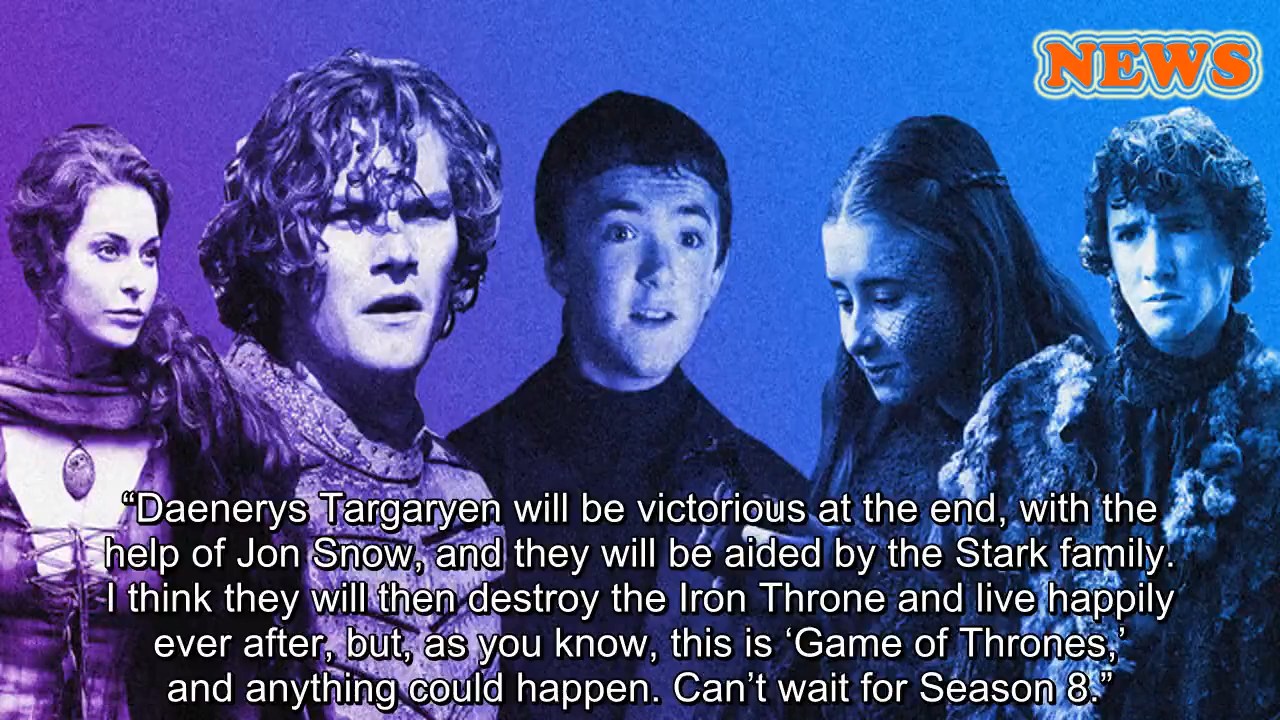 NEWS
“Daenerys Targaryen will be victorious at the end, with the
help of Jon Snow, and they will be aided by the Stark family.
I think they will then destroy the Iron Throne and live happily
ever after, but, as you know, this is ‘Game of Thrones,’
and anything could happen. Can’t wait for Season 8.”